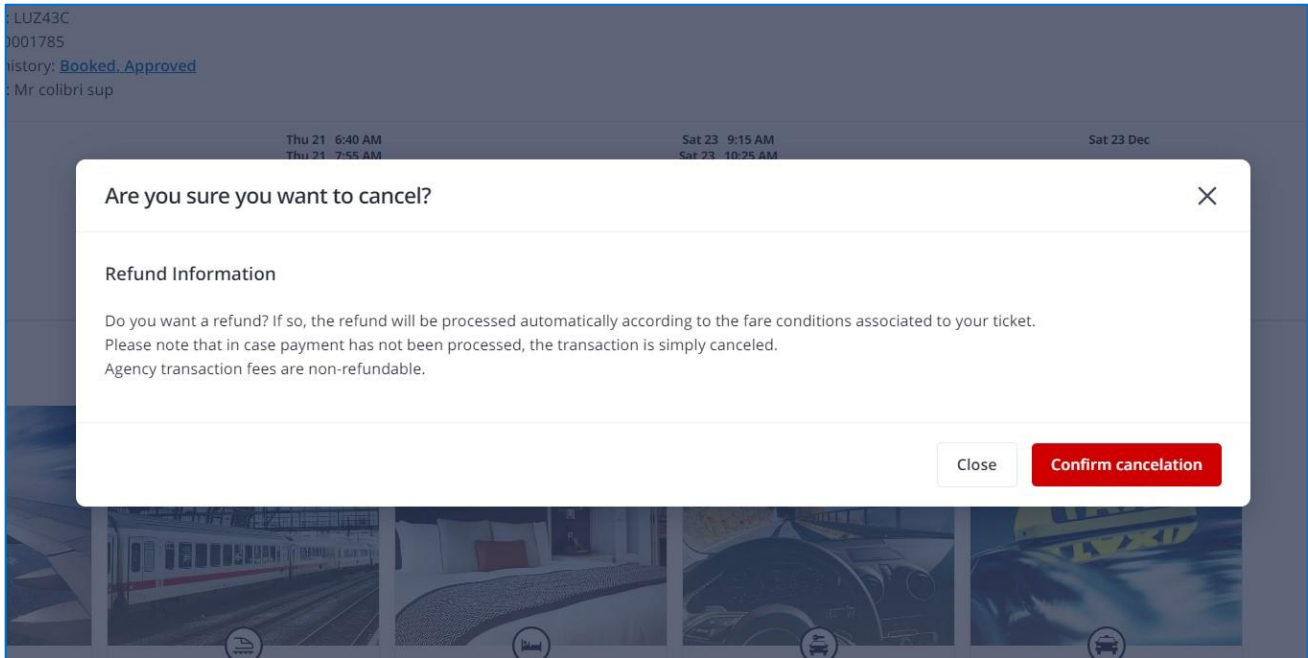 : LUZ43C
0001785
history: Booked, Approved
: Mr colibri sup
Thu 21 6:40 AM
Thu 21 7:55 AM
Sat 23 9:15 AM
Sat 23 10:25 AM
Sat 23 Dec
Are you sure you want to cancel?
Refund Information
Do you want a refund? If so, the refund will be processed automatically according to the fare conditions associated to your ticket.
Please note that in case payment has not been processed, the transaction is simply canceled.
Agency transaction fees are non-refundable.
Close
Confirm cancelation
TAXI